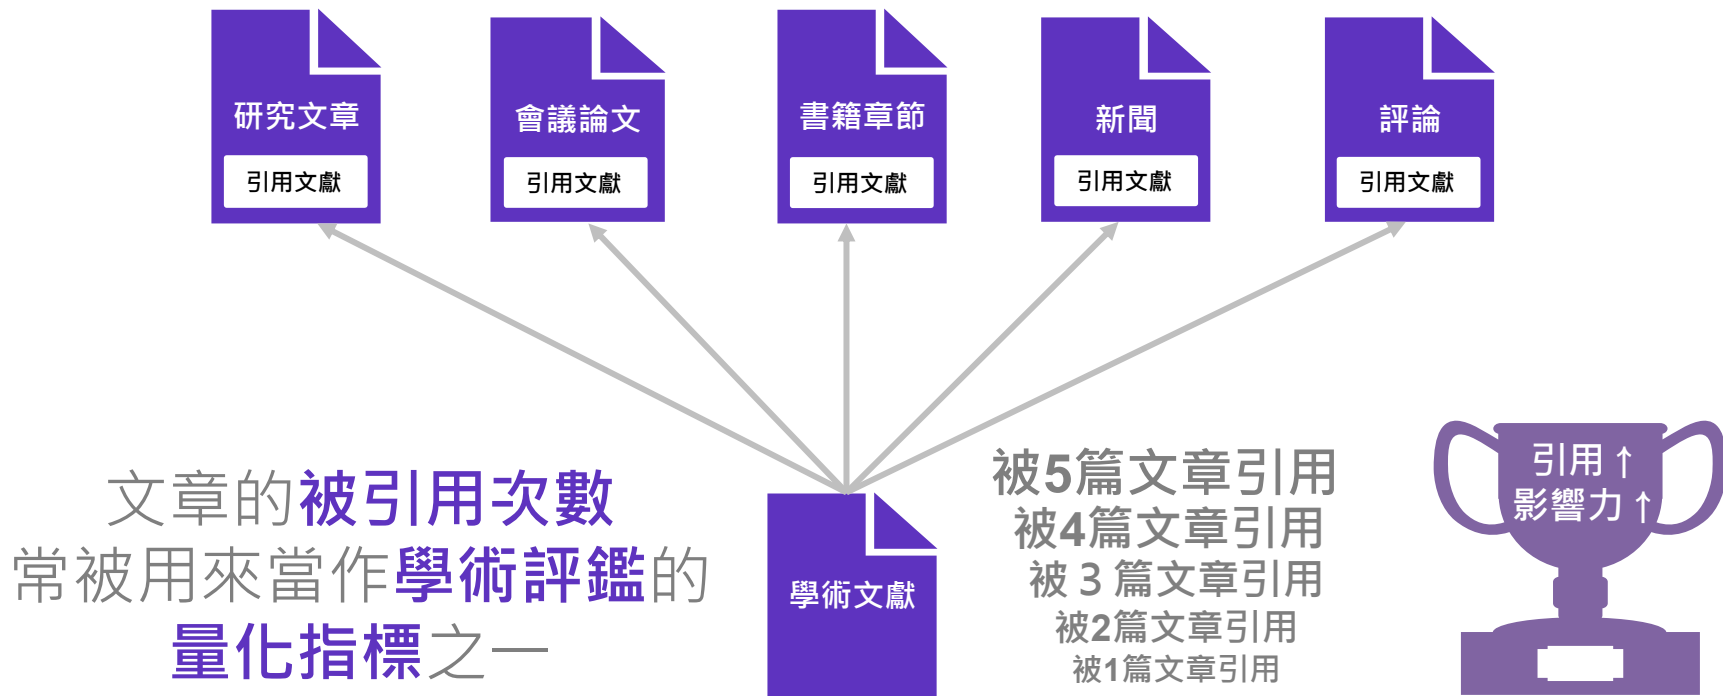 研究文章
引用文獻
會議論文
引用文獻
書籍章節
引用文獻
新聞
引用文獻
評論
引用文獻
文章的被引用次數
常被用來當作學術評鑑的
量化指標之一
學術文獻
被5篇文章引用
被4篇文章引用
被3篇文章引用
被2篇文章引用
被1篇文章引用
引用↑
影響力↑